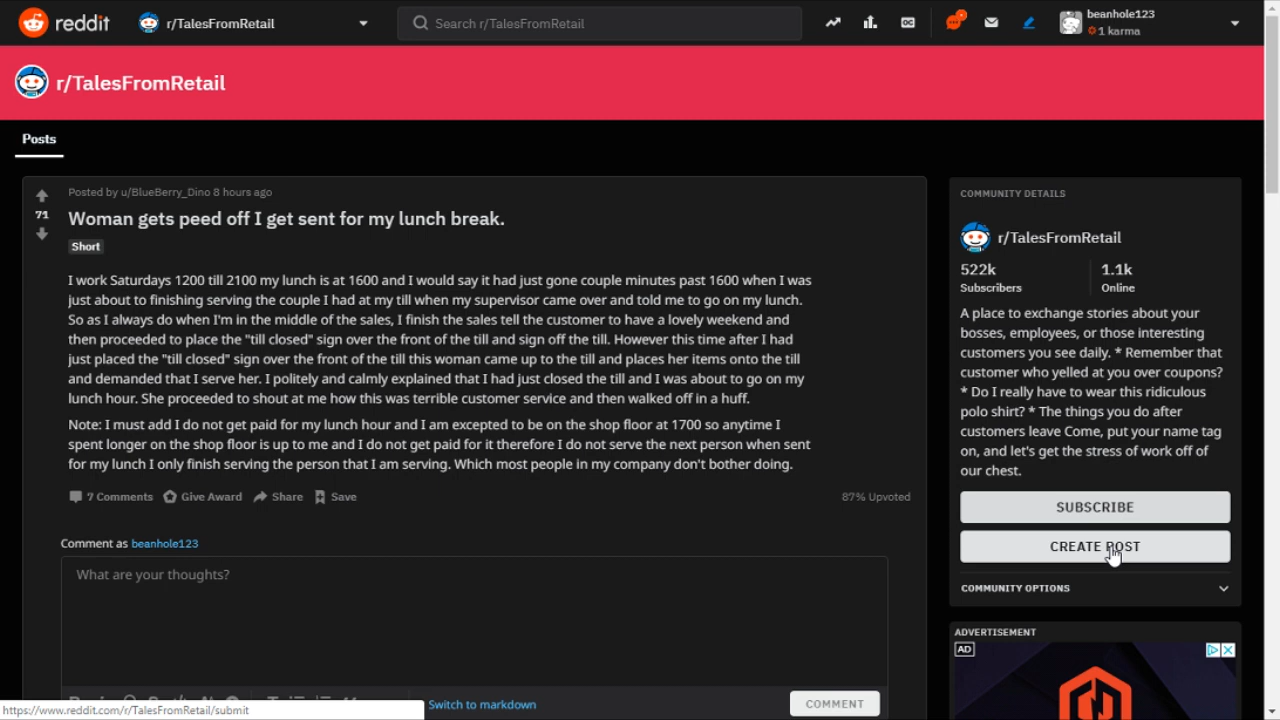 reddit
r/TalesFromRetail
Search r/TalesFromRetail
beanhole123
1 karma
r/TalesFromRetail
Posts
Posted by u/BlueBerry_Dino 8 hours ago
71
Woman gets peed off I get sent for my lunch break.
Short
I work Saturdays 1200 till 2100 my lunch is at 1600 and I would say it had just gone couple minutes past 1600 when I was
just about to finishing serving the couple I had at my till when my supervisor came over and told me to go on my lunch.
So as I always do when I'm in the middle of the sales, I finish the sales tell the customer to have a lovely weekend and
then proceeded to place the "till closed" sign over the front of the till and sign off the till. However this time after I had
just placed the "till closed" sign over the front of the till this woman came up to the till and places her items onto the till
and demanded that I serve her. I politely and calmly explained that I had just closed the till and I was about to go on my
lunch hour. She proceeded to shout at me how this was terrible customer service and then walked off in a huff.
Note: I must add I do not get paid for my lunch hour and I am excepted to be on the shop floor at 1700 so anytime I
spent longer on the shop floor is up to me and I do not get paid for it therefore I do not serve the next person when sent
for my lunch I only finish serving the person that I am serving. Which most people in my company don't bother doing.
7 Comments Give Award Share Save
87% Upvoted
Comment as beanhole123
What are your thoughts?
Switch to markdown
COMMENT
https://www.reddit.com/r/TalesFromRetail/submit
COMMUNITY DETAILS
r/TalesFromRetail
522k 1.1k
Subscribers Online
A place to exchange stories about your
bosses, employees, or those interesting
customers you see daily. * Remember that
customer who yelled at you over coupons?
* Do I really have to wear this ridiculous
polo shirt? * The things you do after
customers leave Come, put your name tag
on, and let's get the stress of work off of
our chest.
SUBSCRIBE
CREATE POST
COMMUNITY OPTIONS
ADVERTISEMENT
AD